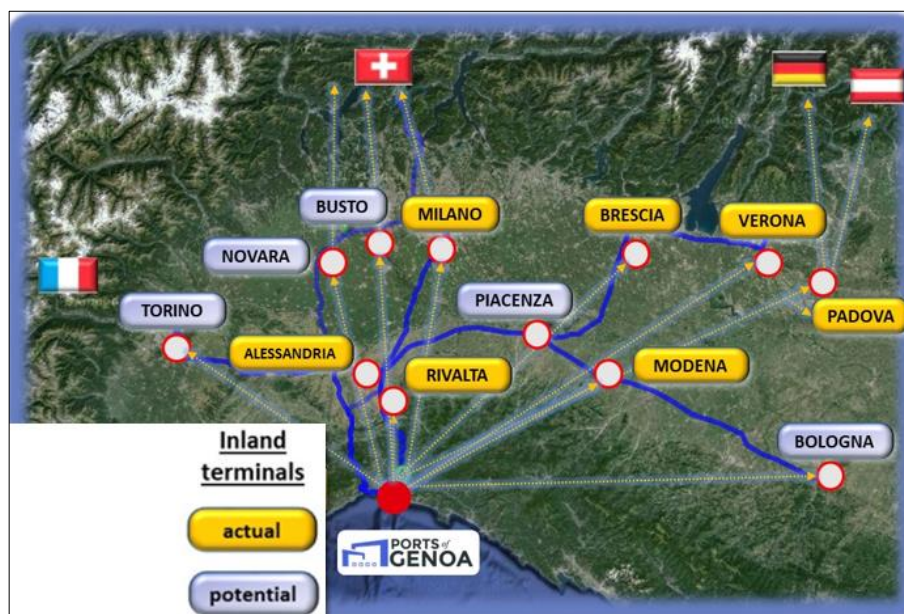 BUSTO
MILANO
BRESCIA
VERONA
NOVARA
TORINO
PIACENZA
PADOVA
ALESSANDRIA
RIVALTA
MODENA
BOLOGNA
Inland
terminals
actual
potential
PORTS of
GENOA